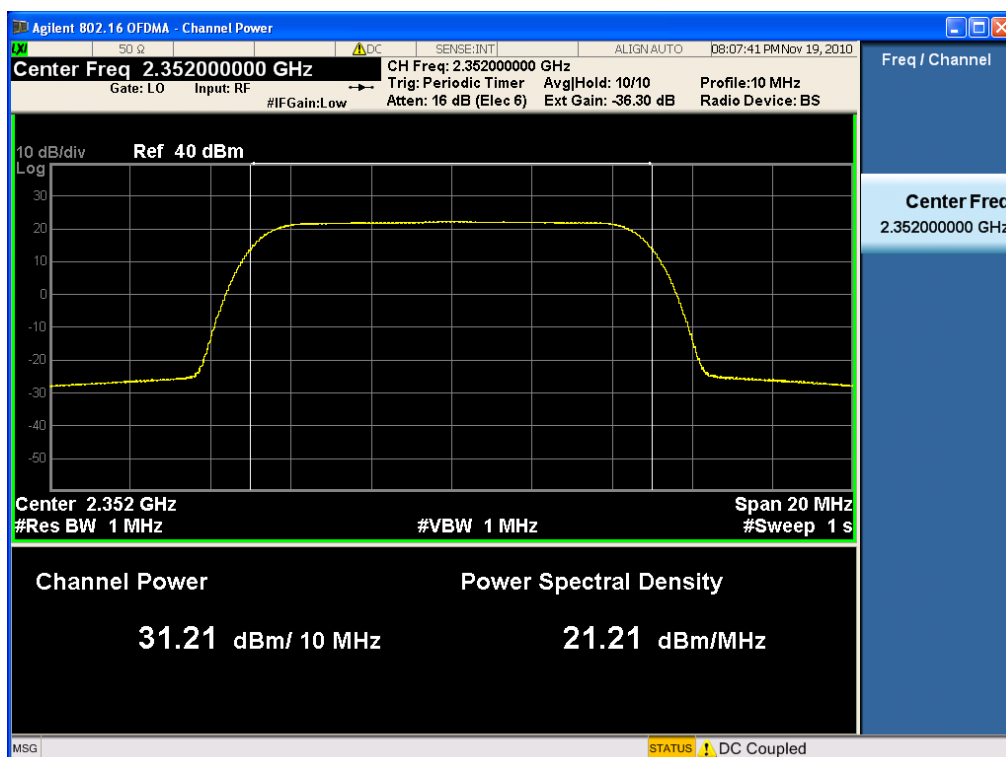 Agilent 802.16 OFDMA - Channel Power
LXI 50 Ω DC SENSE:INT ALIGN AUTO 08:07:41 PM Nov 19, 2010
Center Freq 2.352000000 GHz
Gate: LO Input: RF
#IFGain:Low
CH Freq: 2.352000000 GHz
Trig: Periodic Timer Avg|Hold: 10/10 Profile:10 MHz
Atten: 16 dB (Elec 6) Ext Gain: -36.30 dB Radio Device: BS
Freq / Channel
Center Freq
2.352000000 GHz
10 dB/div Ref 40 dBm
Log
30
20
10
0
-10
-20
-30
-40
-50
Center 2.352 GHz Span 20 MHz
#Res BW 1 MHz #VBW 1 MHz #Sweep 1 s
Channel Power Power Spectral Density
31.21 dBm/ 10 MHz 21.21 dBm/MHz
MSG STATUS DC Coupled